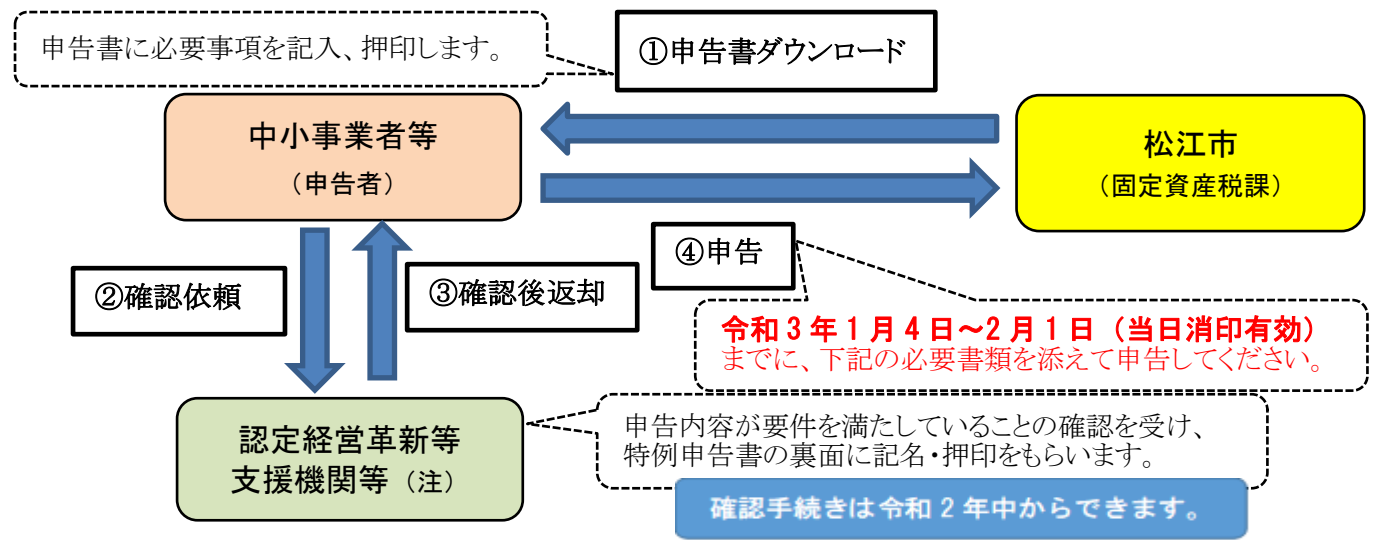 申告書に必要事項を記入、押印します。
①申告書ダウンロード
中小事業者等
（申告者）
松江市
（固定資産税課）
④申告
②確認依頼
③確認後返却
令和3年1月4日～2月1日（当日消印有効）
までに、下記の必要書類を添えて申告してください。
認定経営革新等
支援機関等（注）
申告内容が要件を満たしていることの確認を受け、
特例申告書の裏面に記名・押印をもらいます。
確認手続きは令和2年中からできます。